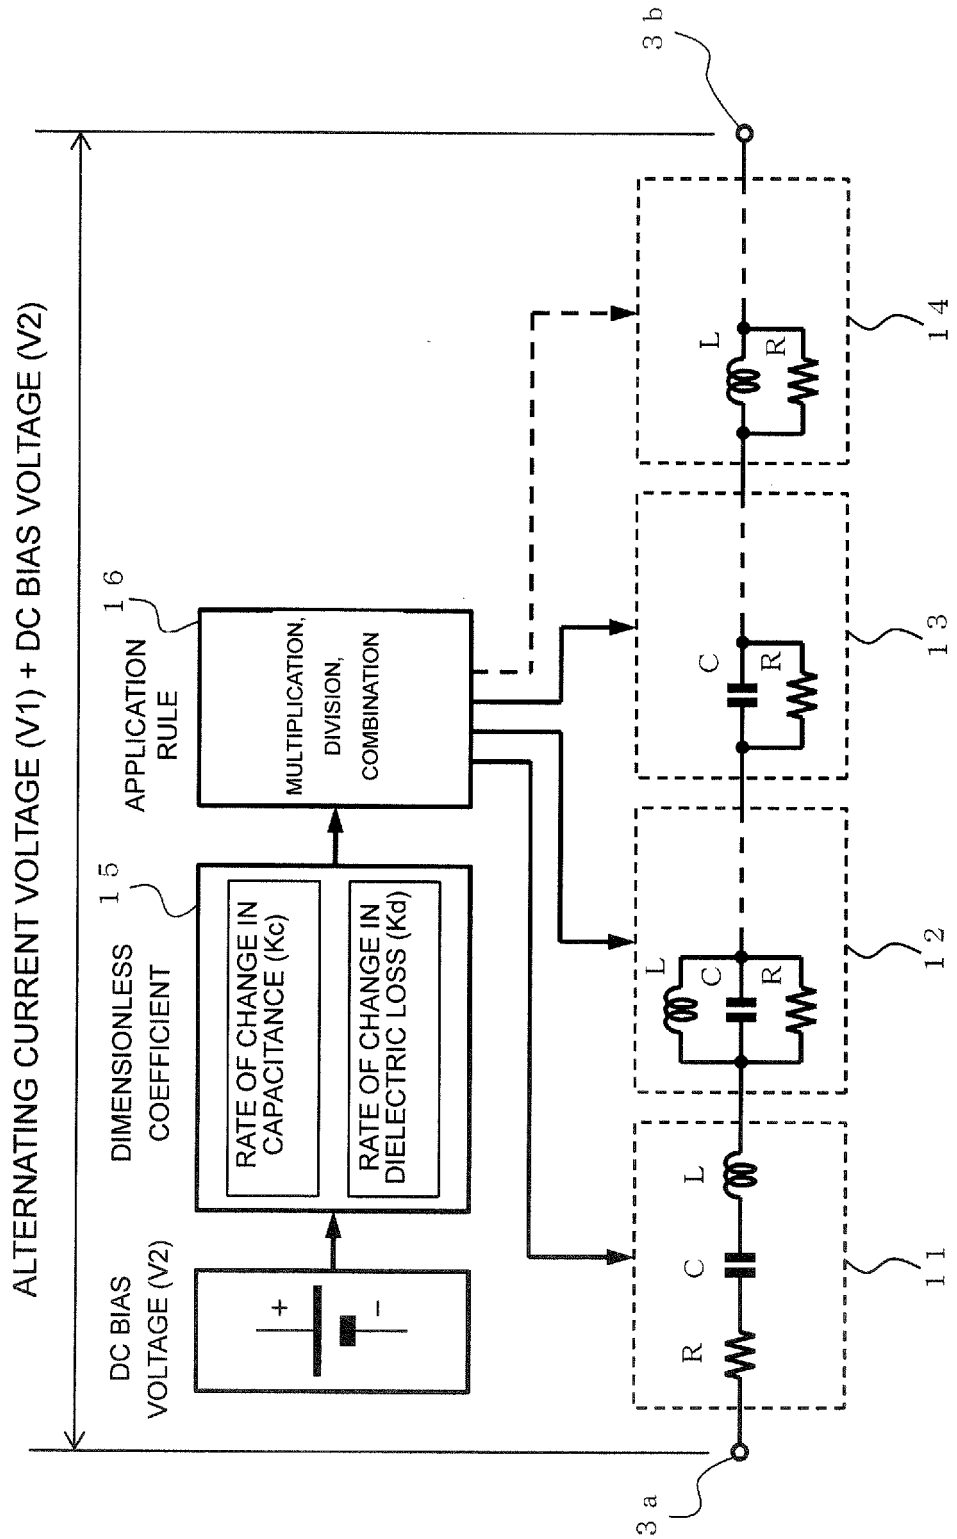 ALTERNATING CURRENT VOLTAGE (V1) + DC BIAS VOLTAGE (V2)
DC BIAS
VOLTAGE (V2)
+
−
DIMENSIONLESS
COEFFICIENT
15
RATE OF CHANGE IN
CAPACITANCE (Kc)
RATE OF CHANGE IN
DIELECTRIC LOSS (Kd)
APPLICATION
RULE
16
MULTIPLICATION,
DIVISION,
COMBINATION
3a
R
C
L
11
L
C
R
12
C
R
13
L
R
14
3b